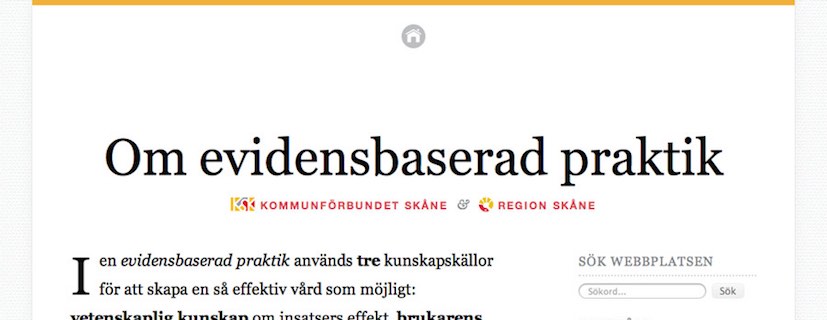 Om evidensbaserad praktik
KSK KOMMUNFÖRBUNDET SKÅNE & REGION SKÅNE
I en evidensbaserad praktik används tre kunskapskällor
för att skapa en så effektiv vård som möjligt:
vetenskaplig kunskap om insatsers effekt, brukarens
SÖK WEBBPLATSEN
Sökord... Sök